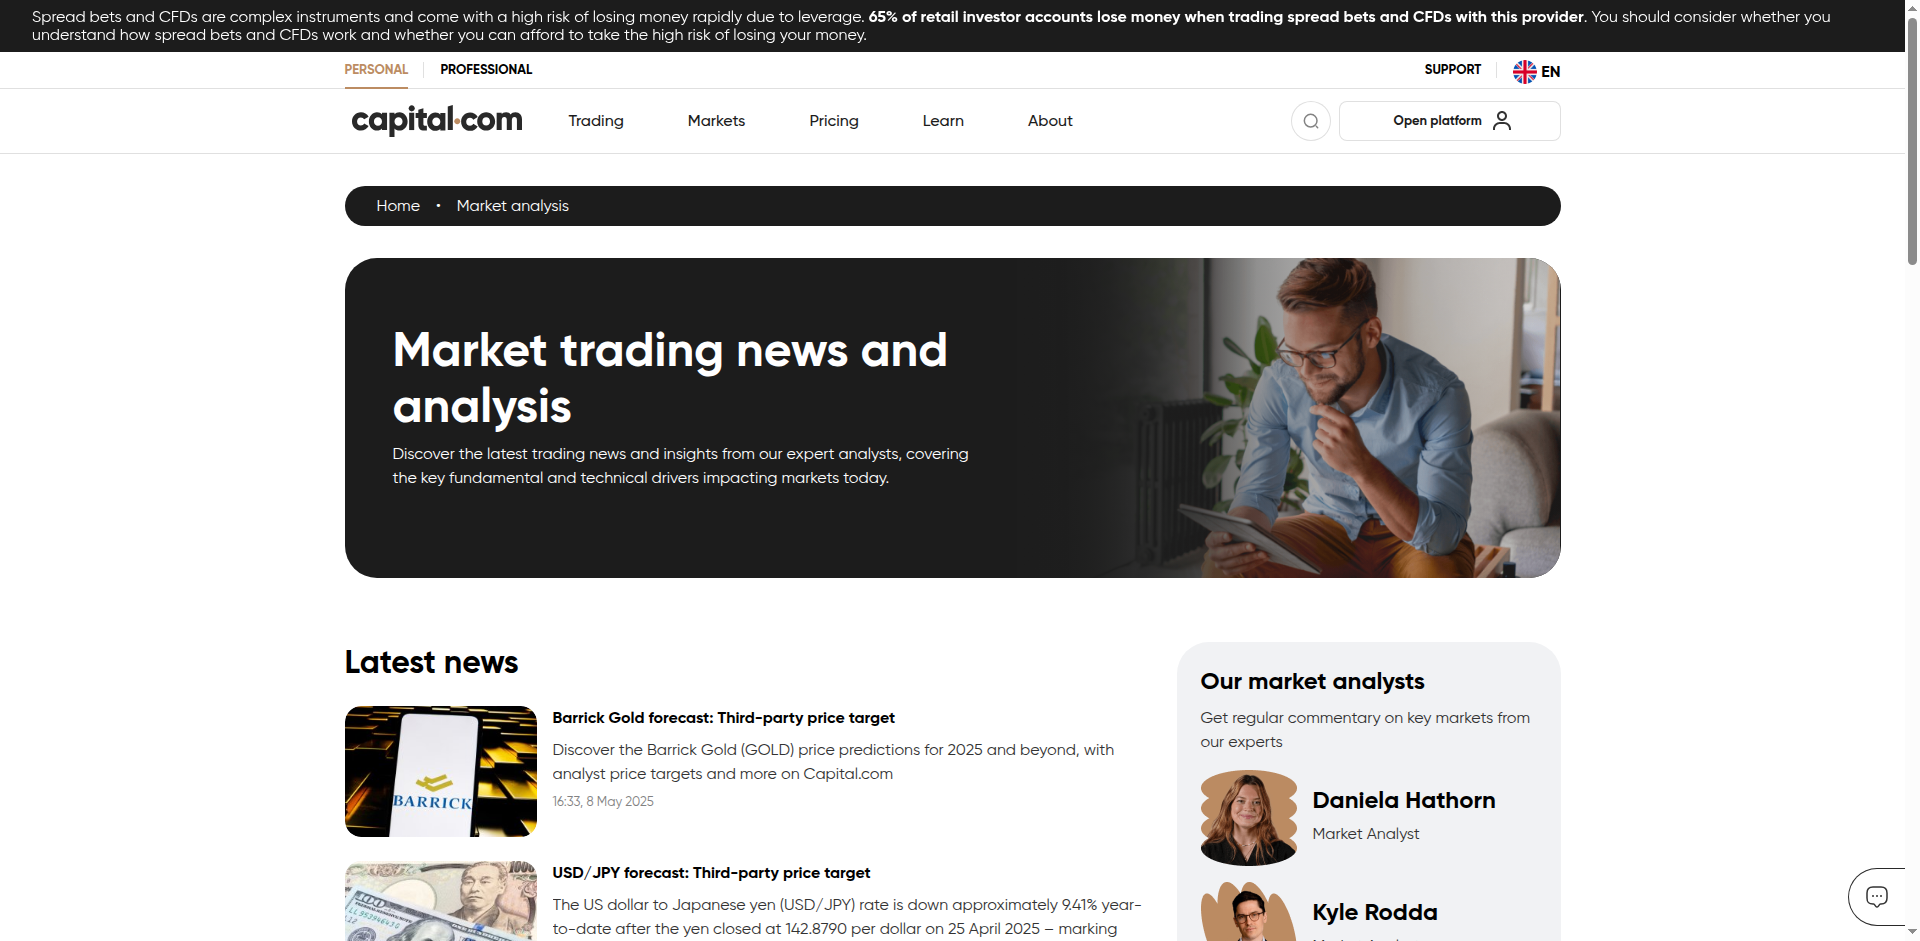 Spread bets and CFDs are complex instruments and come with a high risk of losing money rapidly due to leverage. 65% of retail investor accounts lose money when trading spread bets and CFDs with this provider. You should consider whether you
understand how spread bets and CFDs work and whether you can afford to take the high risk of losing your money.
PERSONAL PROFESSIONAL SUPPORT EN
capital.com Trading Markets Pricing Learn About Open platform
Home • Market analysis
Market trading news and
analysis
Discover the latest trading news and insights from our expert analysts, covering
the key fundamental and technical drivers impacting markets today.
Latest news
BARRICK
Barrick Gold forecast: Third-party price target
Discover the Barrick Gold (GOLD) price predictions for 2025 and beyond, with
analyst price targets and more on Capital.com
16:33, 8 May 2025
USD/JPY forecast: Third-party price target
The US dollar to Japanese yen (USD/JPY) rate is down approximately 9.41% year-
to-date after the yen closed at 142.8790 per dollar on 25 April 2025 – marking
Our market analysts
Get regular commentary on key markets from
our experts
Daniela Hathorn
Market Analyst
Kyle Rodda